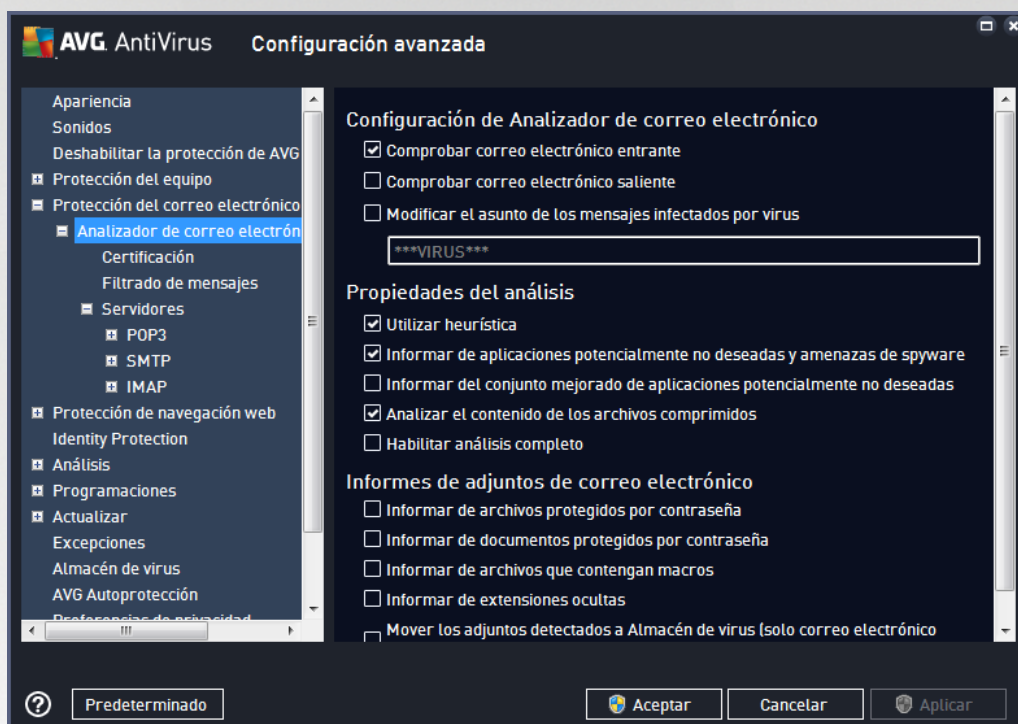 AVG. AntiVirus Configuración avanzada
Apariencia
Sonidos
Deshabilitar la protección de AVG
Protección del equipo
Protección del correo electrónico
Analizador de correo electrón
Certificación
Filtrado de mensajes
Servidores
POP3
SMTP
IMAP
Protección de navegación web
Identity Protection
Análisis
Programaciones
Actualizar
Excepciones
Almacén de virus
AVG Autoprotección
Preferencias de privacidad
Configuración de Analizador de correo electrónico
Comprobar correo electrónico entrante
Comprobar correo electrónico saliente
Modificar el asunto de los mensajes infectados por virus
***VIRUS***
Propiedades del análisis
Utilizar heurística
Informar de aplicaciones potencialmente no deseadas y amenazas de spyware
Informar del conjunto mejorado de aplicaciones potencialmente no deseadas
Analizar el contenido de los archivos comprimidos
Habilitar análisis completo
Informes de adjuntos de correo electrónico
Informar de archivos protegidos por contraseña
Informar de documentos protegidos por contraseña
Informar de archivos que contengan macros
Informar de extensiones ocultas
Mover los adjuntos detectados a Almacén de virus (solo correo electrónico
? Predeterminado Aceptar Cancelar Aplicar